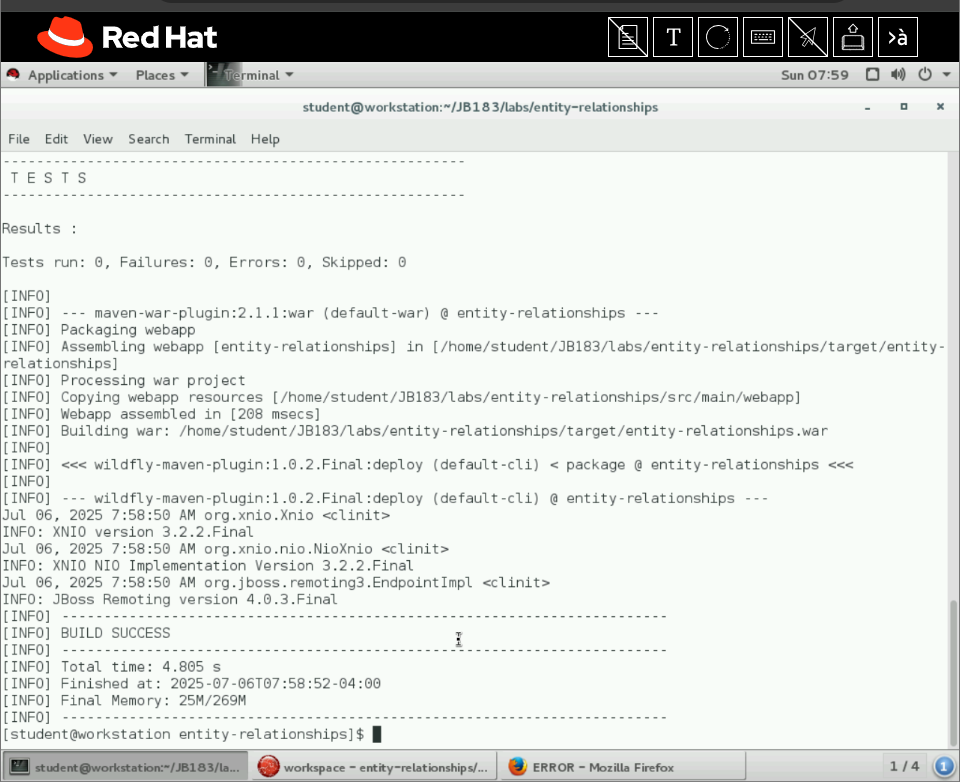 Red Hat
T
>à
Applications Places Terminal Sun 07:59
student@workstation:~/JB183/labs/entity-relationships
File Edit View Search Terminal Help
-------------------------------------------------------
T E S T S
-------------------------------------------------------
Results :
Tests run: 0, Failures: 0, Errors: 0, Skipped: 0
[INFO]
[INFO] --- maven-war-plugin:2.1.1:war (default-war) @ entity-relationships ---
[INFO] Packaging webapp
[INFO] Assembling webapp [entity-relationships] in [/home/student/JB183/labs/entity-relationships/target/entity-
relationships]
[INFO] Processing war project
[INFO] Copying webapp resources [/home/student/JB183/labs/entity-relationships/src/main/webapp]
[INFO] Webapp assembled in [208 msecs]
[INFO] Building war: /home/student/JB183/labs/entity-relationships/target/entity-relationships.war
[INFO]
[INFO] <<< wildfly-maven-plugin:1.0.2.Final:deploy (default-cli) < package @ entity-relationships <<<
[INFO]
[INFO] --- wildfly-maven-plugin:1.0.2.Final:deploy (default-cli) @ entity-relationships ---
Jul 06, 2025 7:58:50 AM org.xnio.Xnio <clinit>
INFO: XNIO version 3.2.2.Final
Jul 06, 2025 7:58:50 AM org.xnio.nio.NioXnio <clinit>
INFO: XNIO NIO Implementation Version 3.2.2.Final
Jul 06, 2025 7:58:50 AM org.jboss.remoting3.EndpointImpl <clinit>
INFO: JBoss Remoting version 4.0.3.Final
[INFO] ------------------------------------------------------------------------
[INFO] BUILD SUCCESS
[INFO] ------------------------------------------------------------------------
[INFO] Total time: 4.805 s
[INFO] Finished at: 2025-07-06T07:58:52-04:00
[INFO] Final Memory: 25M/269M
[INFO] ------------------------------------------------------------------------
[student@workstation entity-relationships]$
student@workstation:~/JB183/la... workspace - entity-relationships/... ERROR - Mozilla Firefox 1 / 4 1